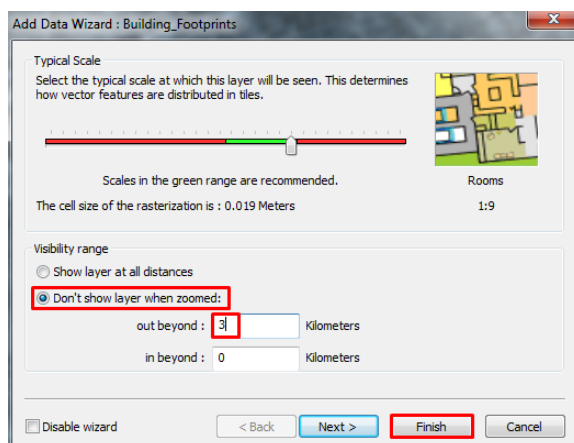 Add Data Wizard : Building_Footprints
x
Typical Scale
Select the typical scale at which this layer will be seen. This determines
how vector features are distributed in tiles.
Scales in the green range are recommended.
Rooms
The cell size of the rasterization is : 0.019 Meters
1:9
Visibility range
Show layer at all distances
Don't show layer when zoomed:
out beyond : 3 Kilometers
in beyond : 0 Kilometers
Disable wizard
< Back
Next >
Finish
Cancel